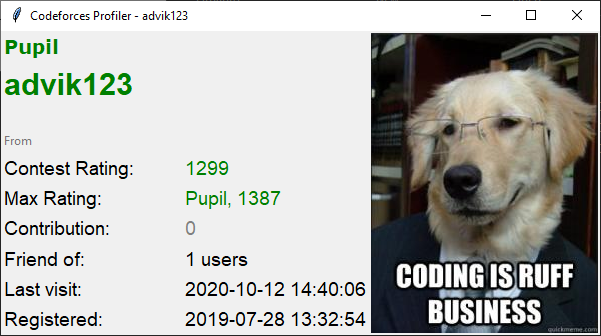 Codeforces Profiler - advik123
Pupil
advik123
From
Contest Rating: 1299
Max Rating: Pupil, 1387
Contribution: 0
Friend of: 1 users
Last visit: 2020-10-12 14:40:06
Registered: 2019-07-28 13:32:54
CODING IS RUFF
BUSINESS
quickmeme.com